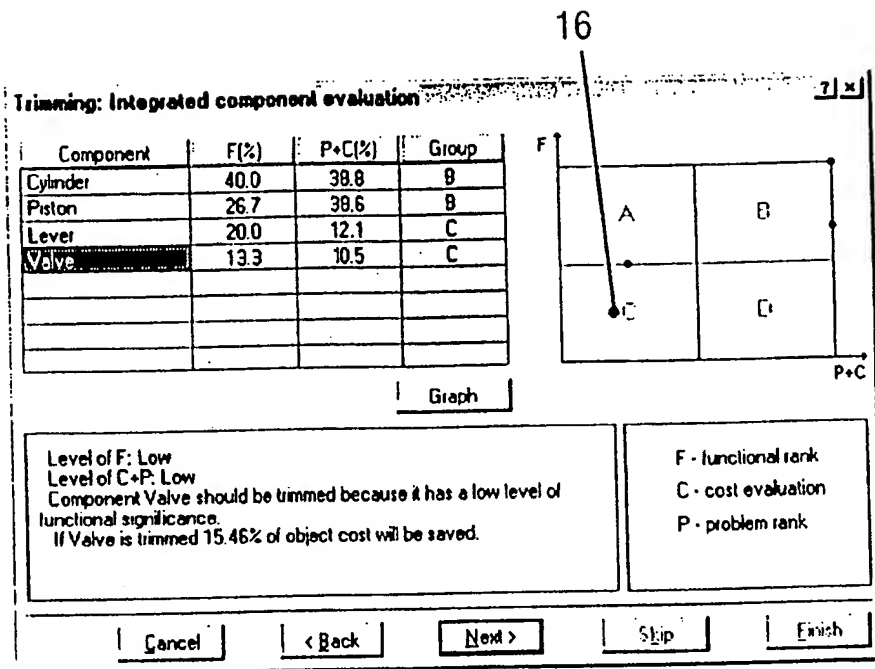 16
Trimming: Integrated component evaluation
? x
Component F(%) P+C(%) Group
Cylinder 40.0 38.8 B
Piston 26.7 38.6 B
Lever 20.0 12.1 C
Valve 13.3 10.5 C
Graph
F
A B
C D
P+C
Level of F: Low
Level of C+P: Low
Component Valve should be trimmed because it has a low level of
functional significance.
If Valve is trimmed 15.46% of object cost will be saved.
F - functional rank
C - cost evaluation
P - problem rank
Cancel < Back Next > Skip Finish